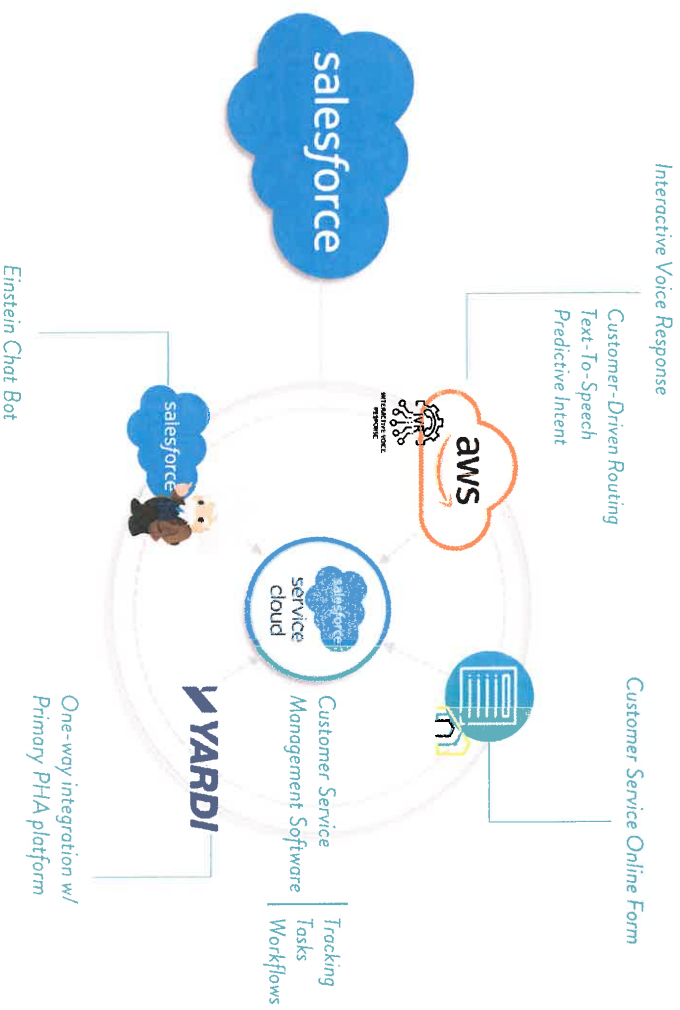 Interactive Voice Response
Customer-Driven Routing
Text-To-Speech
Predictive Intent
Customer Service Online Form
aws
IVR
INTERACTIVE VOICE
RESPONSE
salesforce
salesforce
service
cloud
Customer Service
Management Software
Tracking
Tasks
Workflows
salesforce
YARDI
Einstein Chat Bot
One-way integration w/
Primary PHA platform